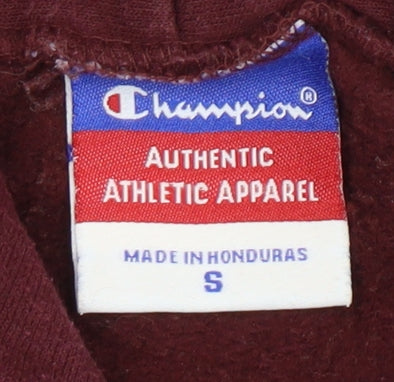 Champion®
AUTHENTIC
ATHLETIC APPAREL
MADE IN HONDURAS
S